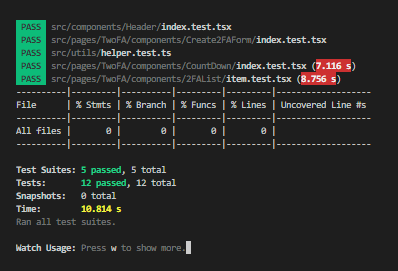 PASS src/components/Header/index.test.tsx
PASS src/pages/TwoFA/components/Create2FAForm/index.test.tsx
PASS src/utils/helper.test.ts
PASS src/pages/TwoFA/components/CountDown/index.test.tsx (7.116 s)
PASS src/pages/TwoFA/components/2FAList/item.test.tsx (8.756 s)
----------|---------|----------|---------|---------|-------------------
File      | % Stmts | % Branch | % Funcs | % Lines | Uncovered Line #s
----------|---------|----------|---------|---------|-------------------
All files |       0 |        0 |       0 |       0 |
----------|---------|----------|---------|---------|-------------------
Test Suites: 5 passed, 5 total
Tests:       12 passed, 12 total
Snapshots:   0 total
Time:        10.814 s
Ran all test suites.
Watch Usage: Press w to show more.